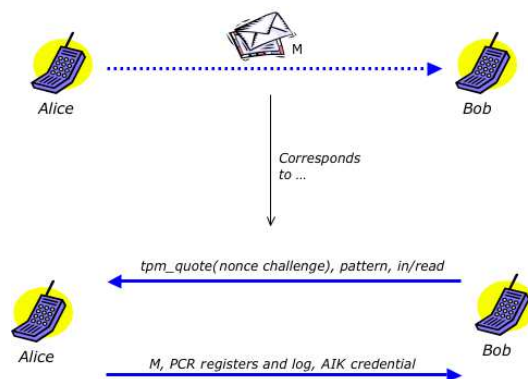 M
Alice
Bob
Corresponds
to ...
tpm_quote(nonce challenge), pattern, in/read
Alice
Bob
M, PCR registers and log, AIK credential